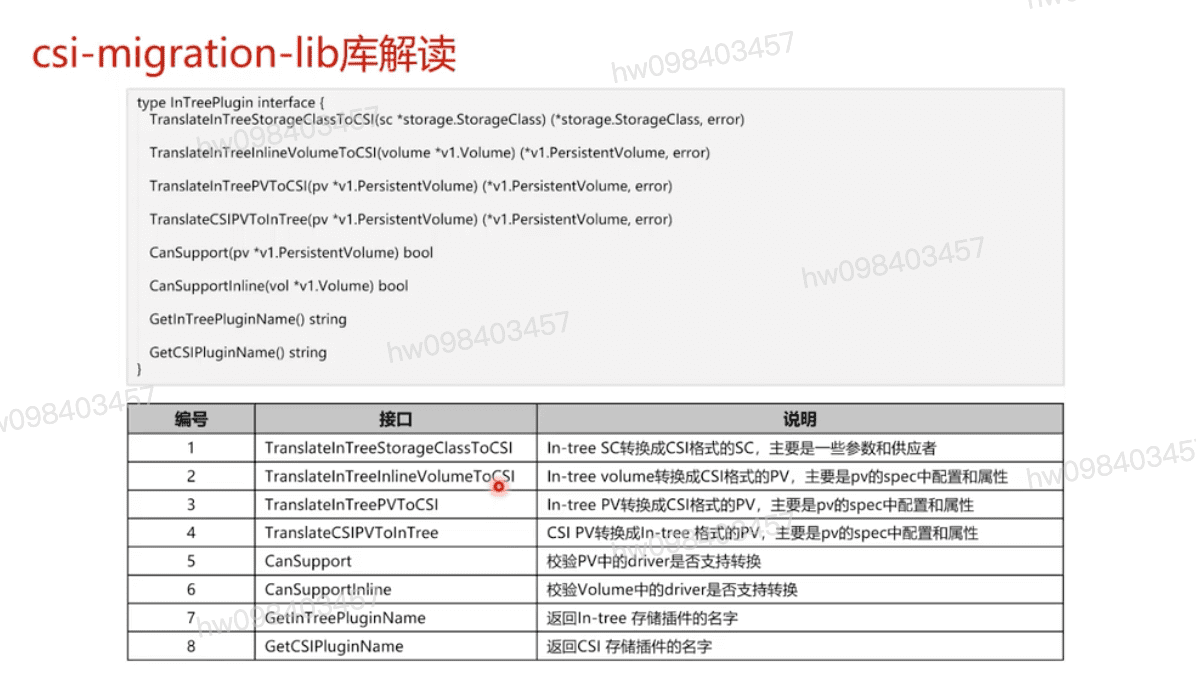 csi-migration-lib库解读
type InTreePlugin interface {
TranslateInTreeStorageClassToCSI(sc *storage.StorageClass) (*storage.StorageClass, error)
TranslateInTreeInlineVolumeToCSI(volume *v1.Volume) (*v1.PersistentVolume, error)
TranslateInTreePVToCSI(pv *v1.PersistentVolume) (*v1.PersistentVolume, error)
TranslateCSIPVToInTree(pv *v1.PersistentVolume) (*v1.PersistentVolume, error)
CanSupport(pv *v1.PersistentVolume) bool
CanSupportInline(vol *v1.Volume) bool
GetInTreePluginName() string
GetCSIPluginName() string
}
编号 接口 说明
1 TranslateInTreeStorageClassToCSI In-tree SC转换成CSI格式的SC，主要是一些参数和供应者
2 TranslateInTreeInlineVolumeToCSI In-tree volume转换成CSI格式的PV，主要是pv的spec中配置和属性
3 TranslateInTreePVToCSI In-tree PV转换成CSI格式的PV，主要是pv的spec中配置和属性
4 TranslateCSIPVToInTree CSI PV转换成In-tree 格式的PV，主要是pv的spec中配置和属性
5 CanSupport 校验PV中的driver是否支持转换
6 CanSupportInline 校验Volume中的driver是否支持转换
7 GetInTreePluginName 返回In-tree 存储插件的名字
8 GetCSIPluginName 返回CSI 存储插件的名字
hw098403457
hw098403457
hw098403457
hw098403457
w098403457
hw09840345
hw098403457
hw098403457